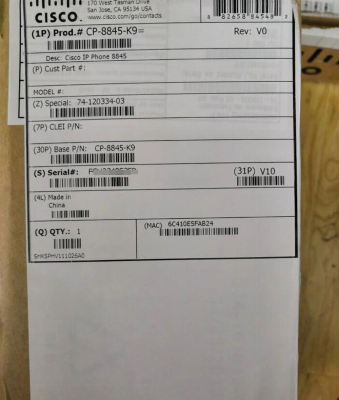 170 West Tasman Drive
San Jose, CA 95134 USA
www.cisco.com/go/contacts
CISCO
(1P) Prod.# CP-8845-K9=
Rev: V0
Desc: Cisco IP Phone 8845
(P) Cust Part #:
MODEL #:
(Z) Special: 74-120334-03
(7P) CLEI P/N:
(30P) Base P/N: CP-8845-K9
(S) Serial#:
(31P) V10
(4L) Made in
China
(Q) QTY.: 1
(MAC) 6C410E5FAB24
SHKSPHV111026A0